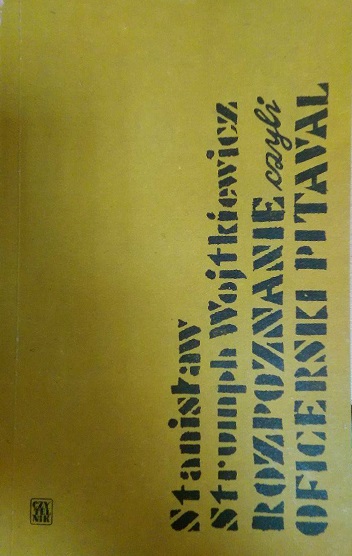 Stanisław
Strumph Wojtkiewicz
ROZPOZNANIE czyli
OFICERSKI PITAVAL
CZY
TEL
NIK